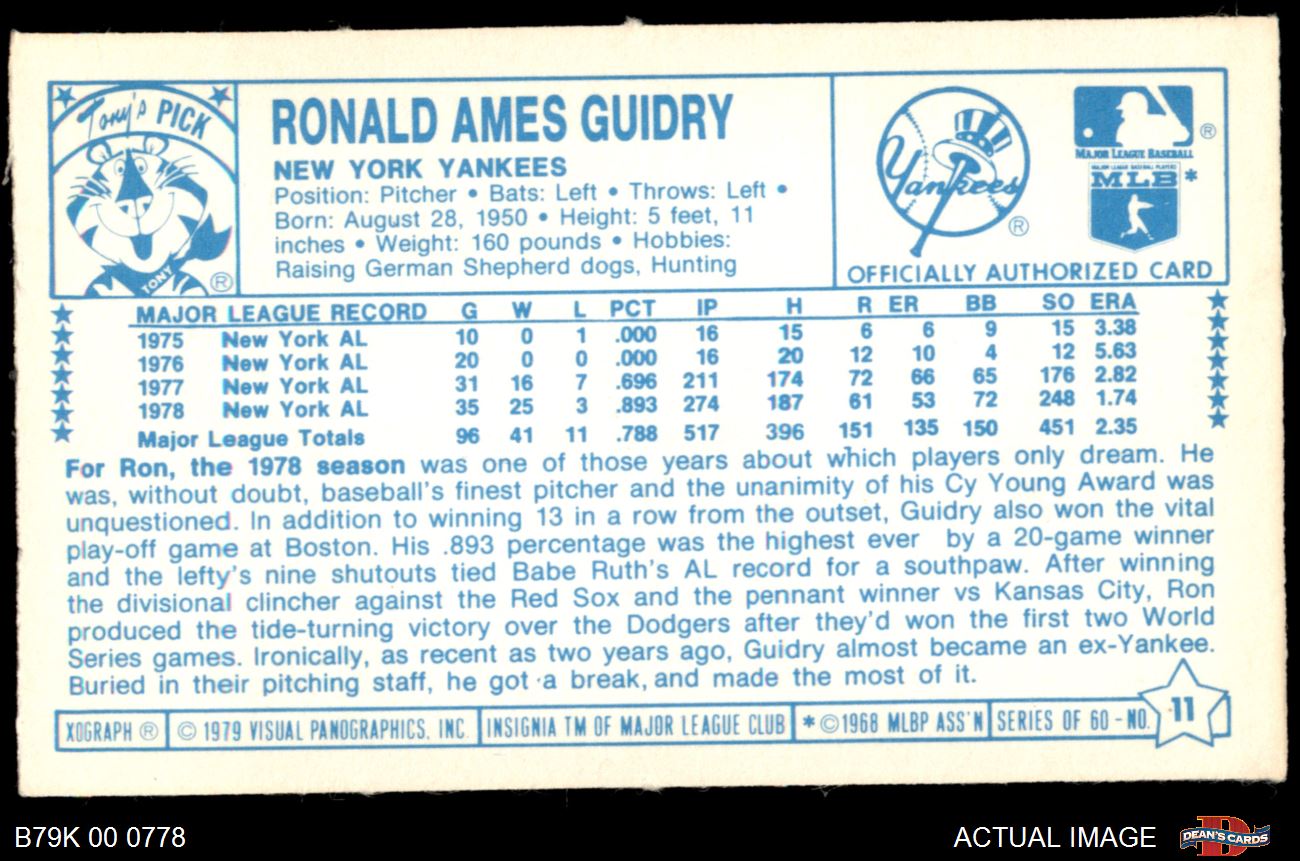 Tony's PICK
TONY
®
RONALD AMES GUIDRY
NEW YORK YANKEES
Position: Pitcher • Bats: Left • Throws: Left •
Born: August 28, 1950 • Height: 5 feet, 11
inches • Weight: 160 pounds • Hobbies:
Raising German Shepherd dogs, Hunting
Yankees
®
®
MAJOR LEAGUE BASEBALL
MAJOR LEAGUE BASEBALL PLAYERS
MLB *
OFFICIALLY AUTHORIZED CARD
MAJOR LEAGUE RECORD G W L PCT IP H R ER BB SO ERA
1975 New York AL 10 0 1 .000 16 15 6 6 9 15 3.38
1976 New York AL 20 0 0 .000 16 20 12 10 4 12 5.63
1977 New York AL 31 16 7 .696 211 174 72 66 65 176 2.82
1978 New York AL 35 25 3 .893 274 187 61 53 72 248 1.74
Major League Totals 96 41 11 .788 517 396 151 135 150 451 2.35
For Ron, the 1978 season was one of those years about which players only dream. He
was, without doubt, baseball's finest pitcher and the unanimity of his Cy Young Award was
unquestioned. In addition to winning 13 in a row from the outset, Guidry also won the vital
play-off game at Boston. His .893 percentage was the highest ever by a 20-game winner
and the lefty's nine shutouts tied Babe Ruth's AL record for a southpaw. After winning
the divisional clincher against the Red Sox and the pennant winner vs Kansas City, Ron
produced the tide-turning victory over the Dodgers after they'd won the first two World
Series games. Ironically, as recent as two years ago, Guidry almost became an ex-Yankee.
Buried in their pitching staff, he got a break, and made the most of it.
XOGRAPH ® © 1979 VISUAL PANOGRAPHICS, INC. INSIGNIA TM OF MAJOR LEAGUE CLUB * ©1968 MLBP ASS'N SERIES OF 60 - NO. 11
B79K 00 0778
ACTUAL IMAGE
DEAN'S CARDS